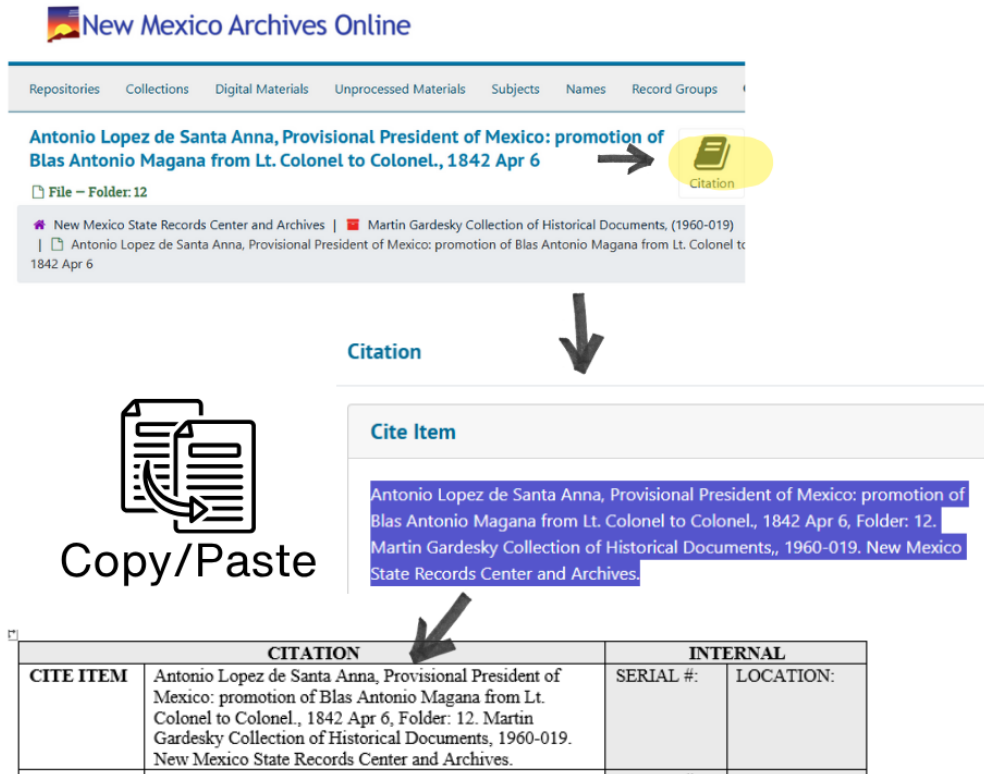 New Mexico Archives Online
Repositories Collections Digital Materials Unprocessed Materials Subjects Names Record Groups
Antonio Lopez de Santa Anna, Provisional President of Mexico: promotion of
Blas Antonio Magana from Lt. Colonel to Colonel., 1842 Apr 6
Citation
File — Folder: 12
New Mexico State Records Center and Archives | Martin Gardesky Collection of Historical Documents, (1960-019)
| Antonio Lopez de Santa Anna, Provisional President of Mexico: promotion of Blas Antonio Magana from Lt. Colonel to
1842 Apr 6
Citation
Cite Item
Antonio Lopez de Santa Anna, Provisional President of Mexico: promotion of
Blas Antonio Magana from Lt. Colonel to Colonel., 1842 Apr 6, Folder: 12.
Martin Gardesky Collection of Historical Documents,, 1960-019. New Mexico
State Records Center and Archives.
Copy/Paste
CITATION INTERNAL
CITE ITEM Antonio Lopez de Santa Anna, Provisional President of SERIAL #: LOCATION:
Mexico: promotion of Blas Antonio Magana from Lt.
Colonel to Colonel., 1842 Apr 6, Folder: 12. Martin
Gardesky Collection of Historical Documents, 1960-019.
New Mexico State Records Center and Archives.